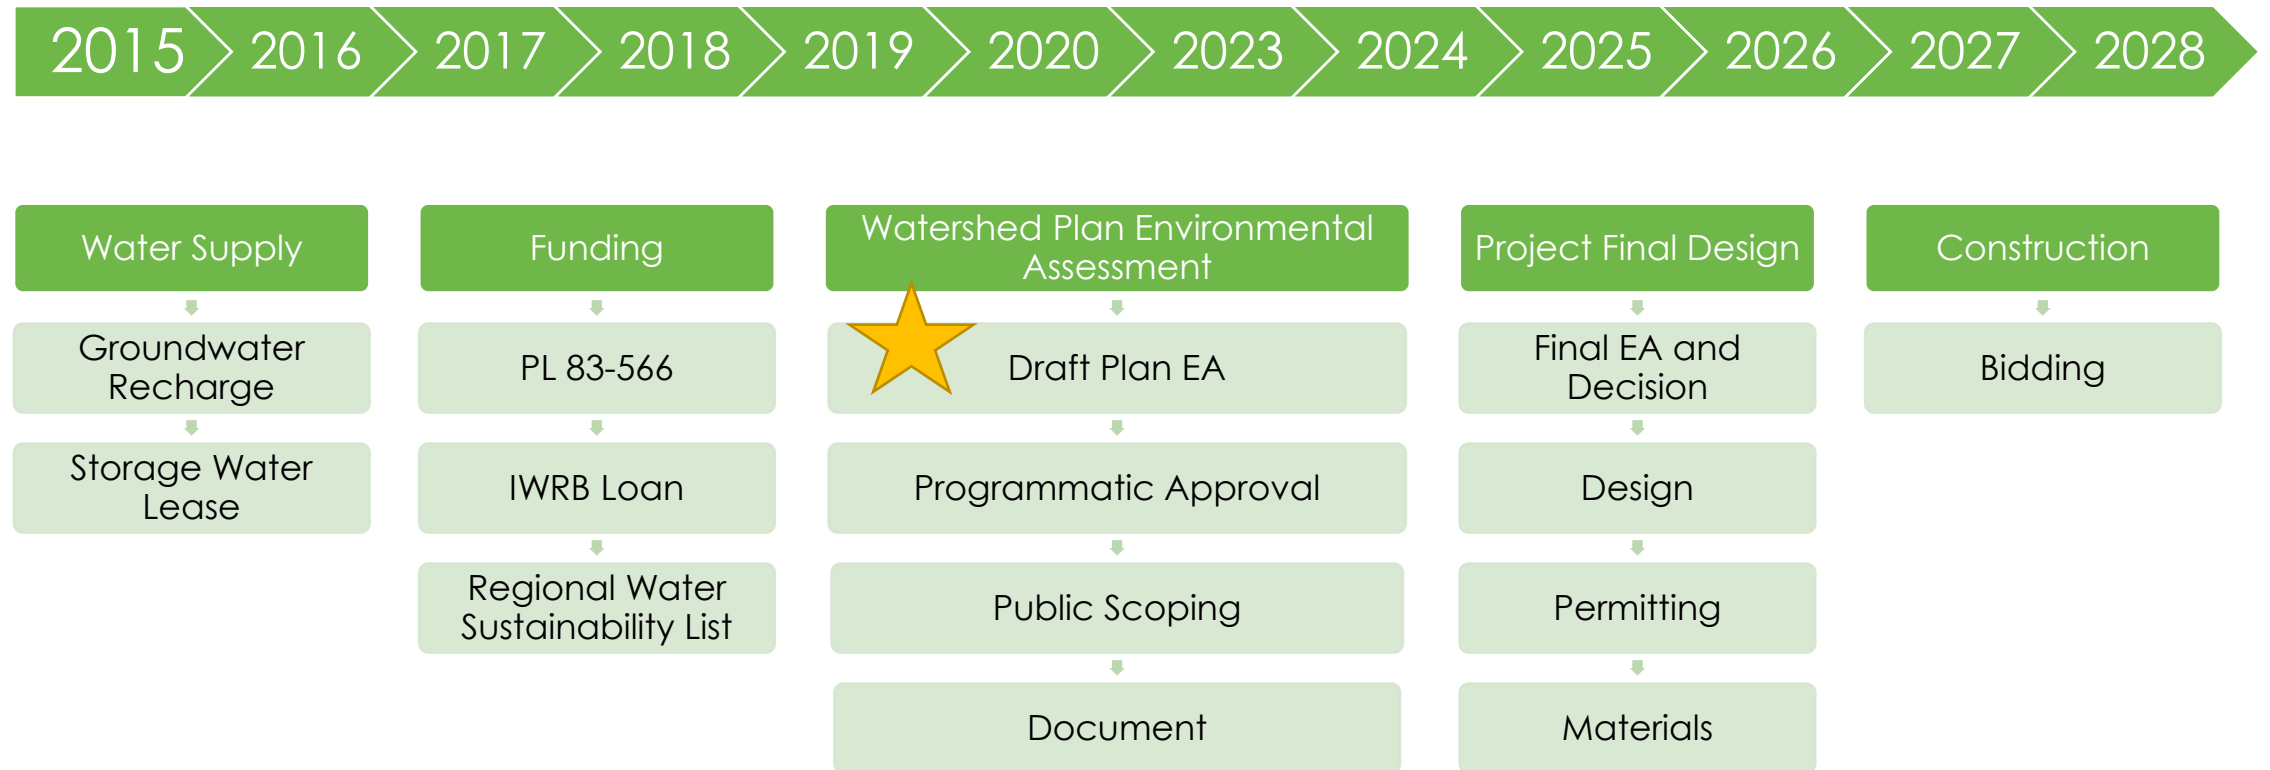 2015 2016 2017 2018 2019 2020 2023 2024 2025 2026 2027 2028
Water Supply
Groundwater
Recharge
Storage Water
Lease
Funding
PL 83-566
IWRB Loan
Regional Water
Sustainability List
Watershed Plan Environmental
Assessment
Draft Plan EA
Programmatic Approval
Public Scoping
Document
Project Final Design
Final EA and
Decision
Design
Permitting
Materials
Construction
Bidding